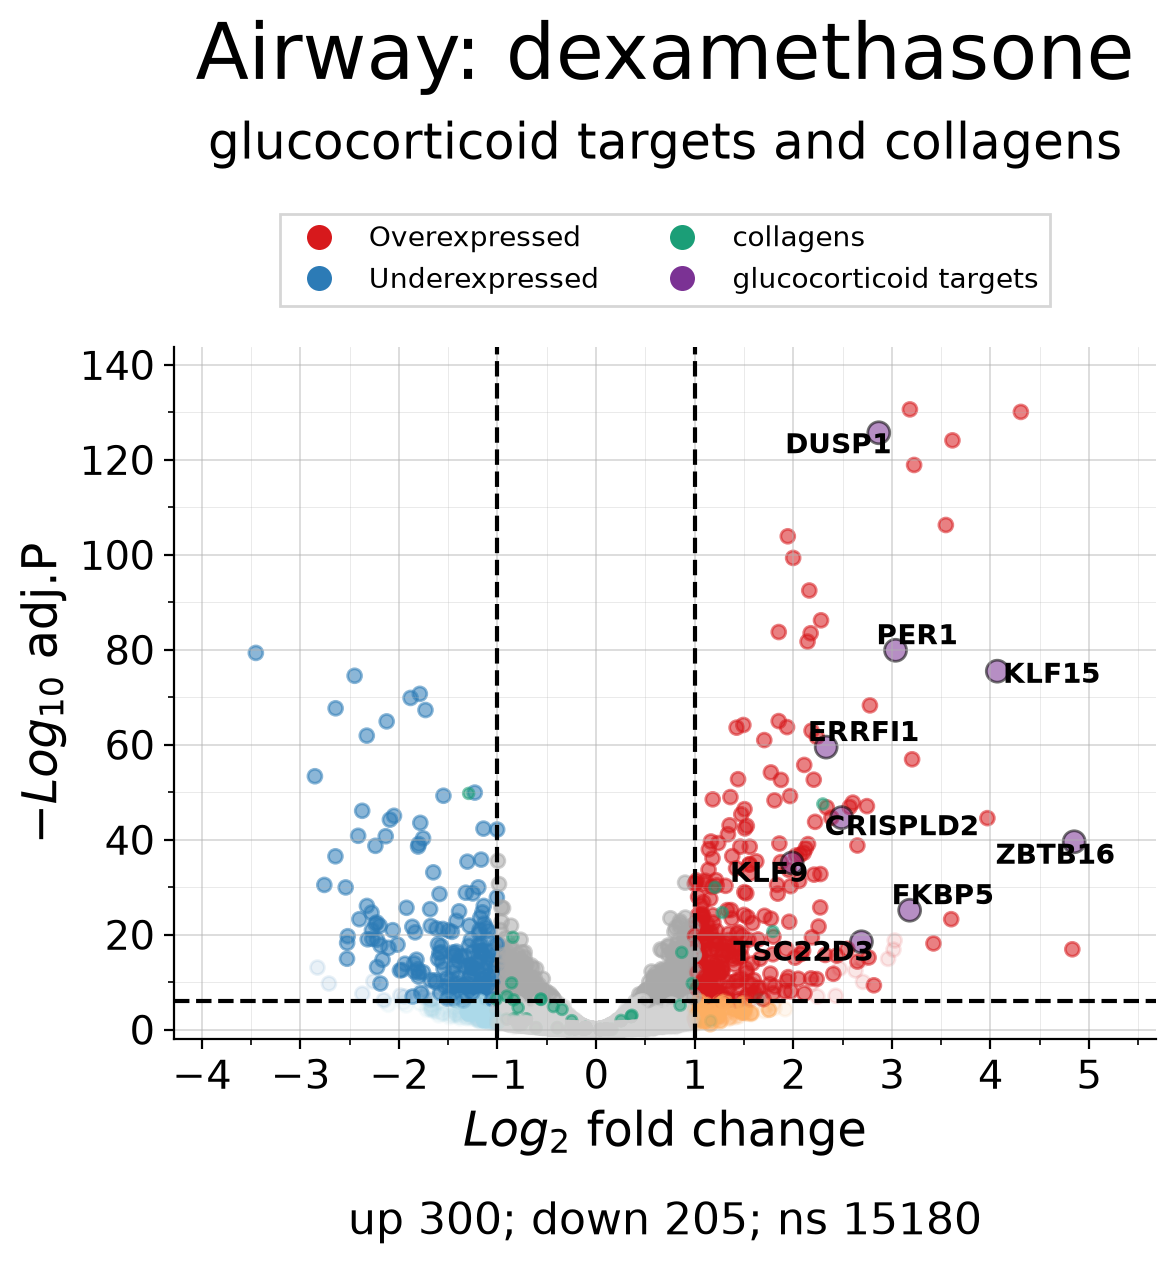 Airway: dexamethasone
glucocorticoid targets and collagens
Overexpressed
Underexpressed
collagens
glucocorticoid targets
−Log10 adj.P
140
120
100
80
60
40
20
0
DUSP1
PER1
KLF15
ERRFI1
CRISPLD2
ZBTB16
KLF9
FKBP5
TSC22D3
−4 −3 −2 −1 0 1 2 3 4 5
Log2 fold change
up 300; down 205; ns 15180